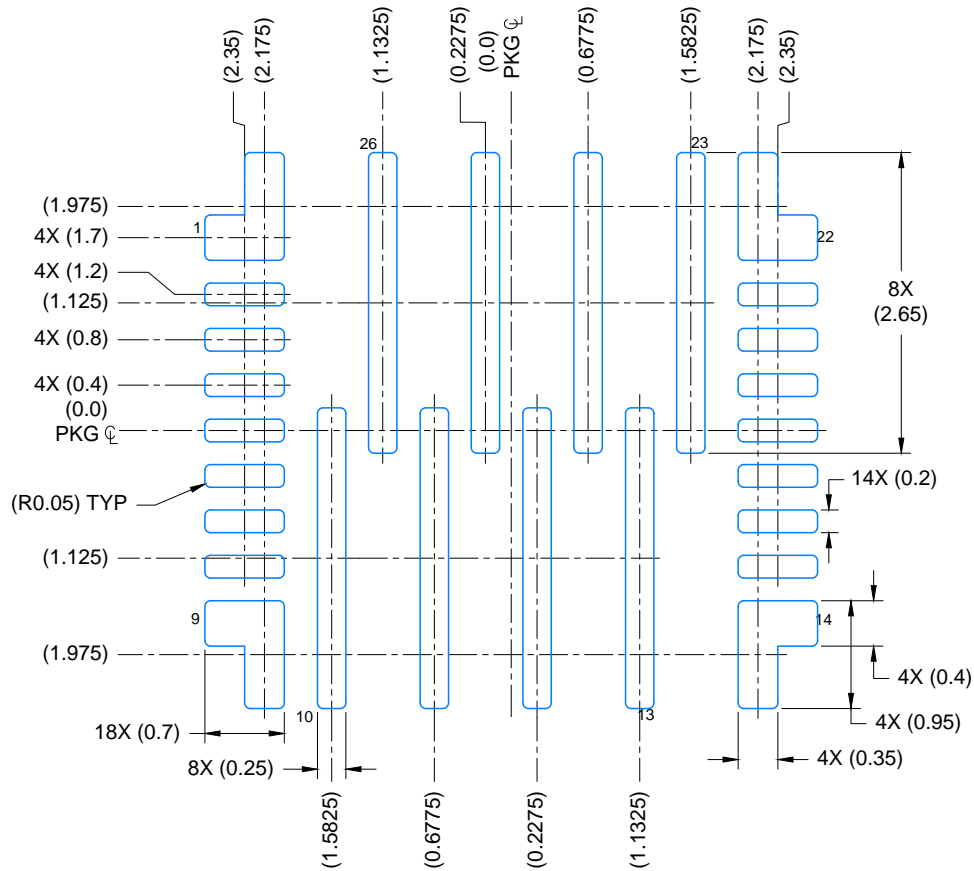 (2.35)
(2.175)
(1.1325)
(0.2275)
(0.0)
PKG ℄
(0.6775)
(1.5825)
(2.175)
(2.35)
26
23
(1.975)
1
4X (1.7)
22
4X (1.2)
(1.125)
8X
(2.65)
4X (0.8)
4X (0.4)
(0.0)
PKG ℄
14X (0.2)
(R0.05) TYP
(1.125)
9
14
(1.975)
4X (0.4)
10
13
4X (0.95)
18X (0.7)
4X (0.35)
8X (0.25)
(1.5825)
(0.6775)
(0.2275)
(1.1325)